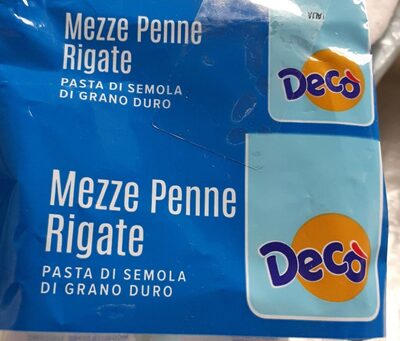 Mezze Penne
Rigate
PASTA DI SEMOLA
DI GRANO DURO
Decò
Mezze Penne
Rigate
PASTA DI SEMOLA
DI GRANO DURO
Decò